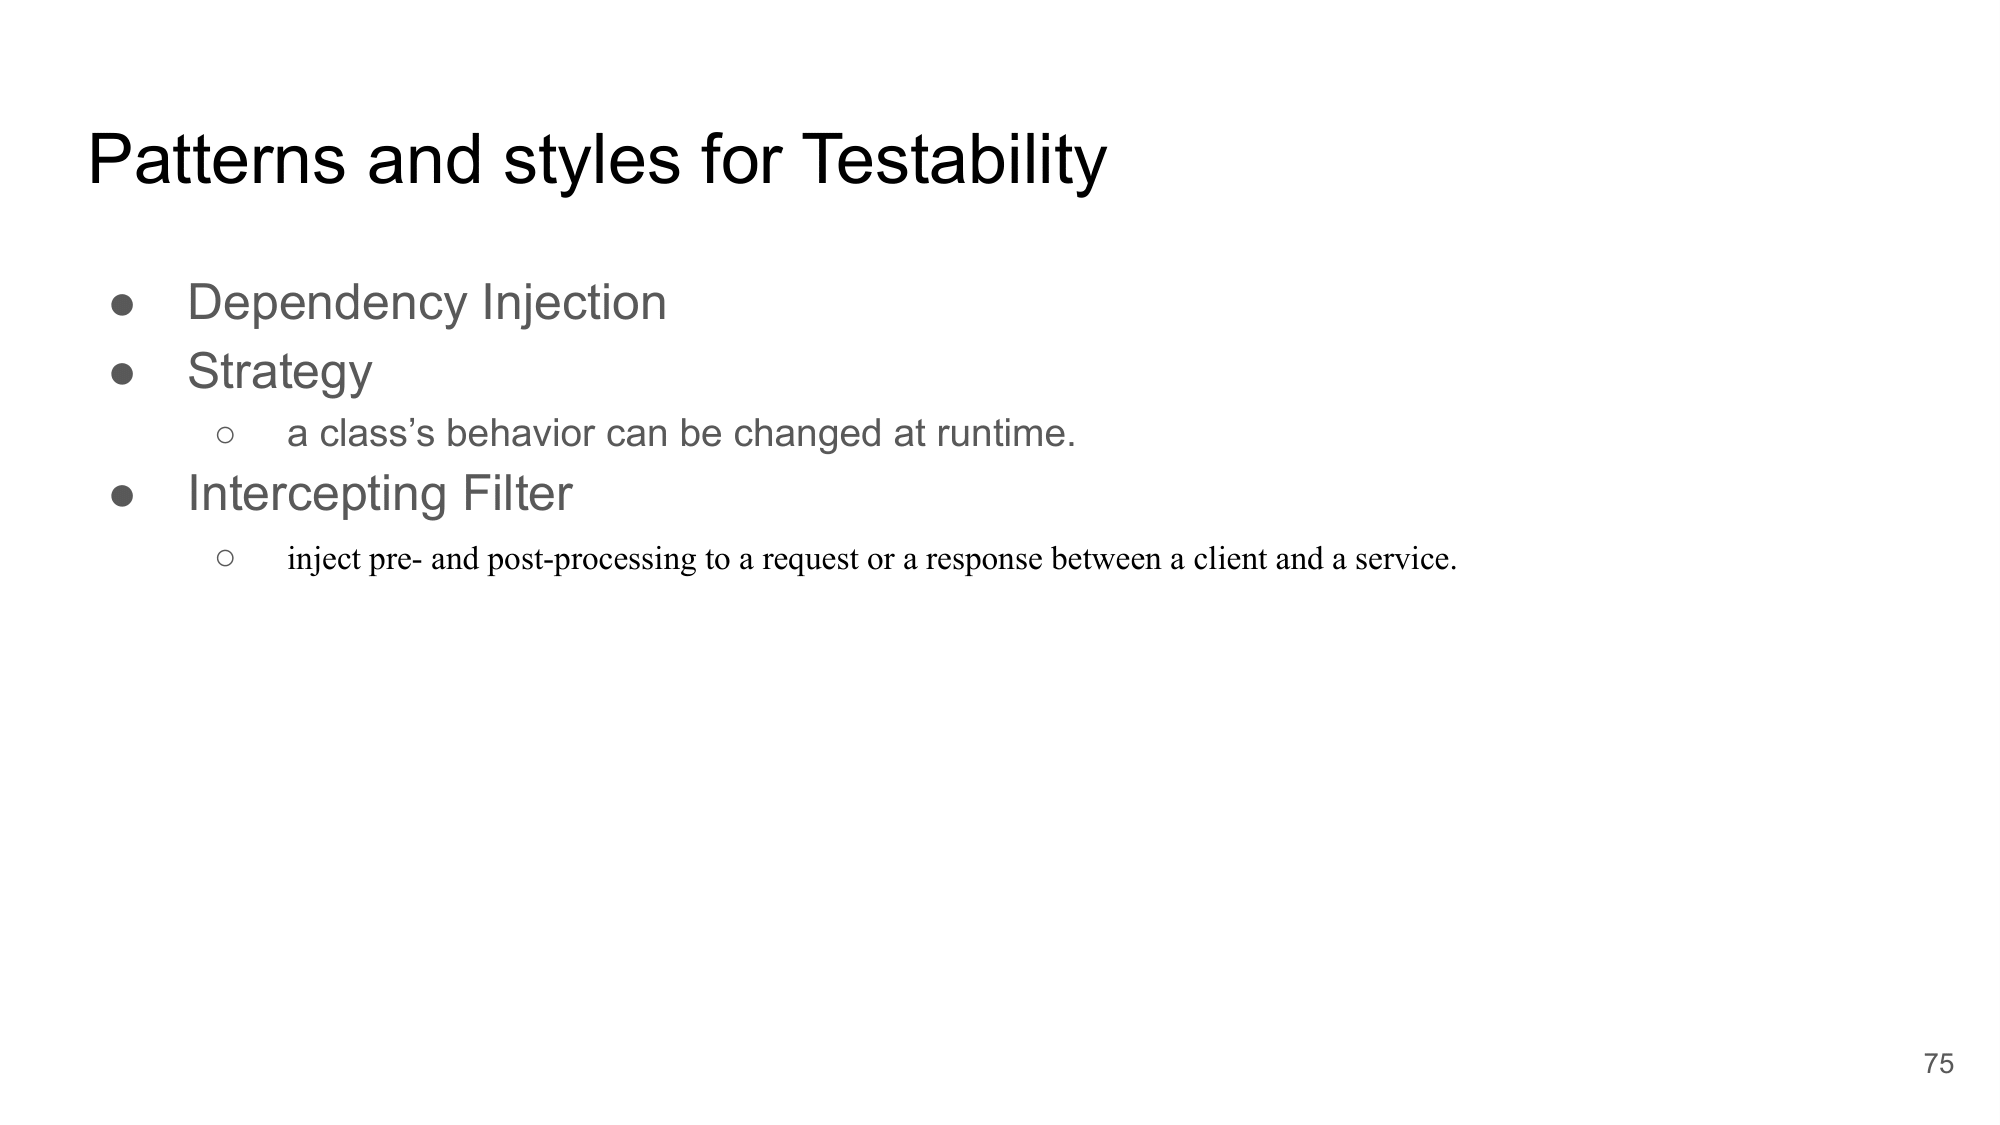 Patterns and styles for Testability
● Dependency Injection
● Strategy
○ a class’s behavior can be changed at runtime.
● Intercepting Filter
○ inject pre- and post-processing to a request or a response between a client and a service.
75